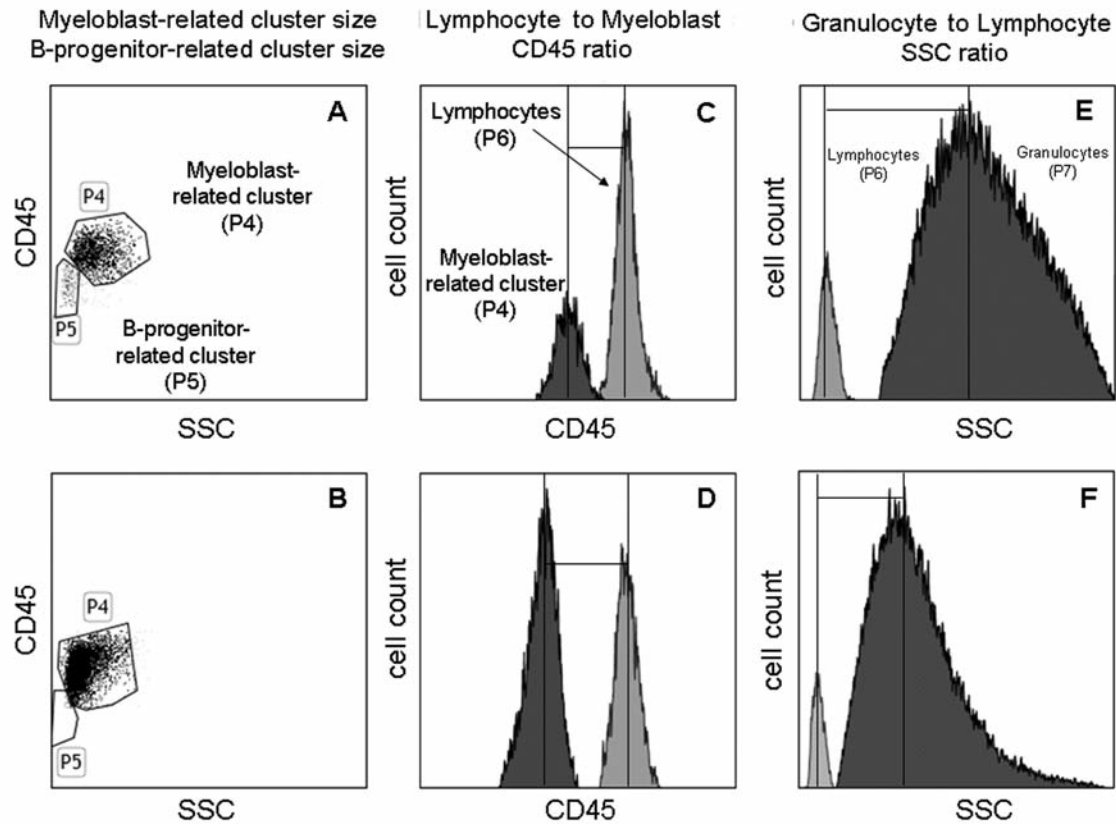 Myeloblast-related cluster size
B-progenitor-related cluster size
Lymphocyte to Myeloblast
CD45 ratio
Granulocyte to Lymphocyte
SSC ratio
A
P4
Myeloblast-
related cluster
(P4)
P5
B-progenitor-
related cluster
(P5)
CD45
SSC
C
Lymphocytes
(P6)
Myeloblast-
related cluster
(P4)
cell count
CD45
E
Lymphocytes
(P6)
Granulocytes
(P7)
cell count
SSC
B
P4
P5
CD45
SSC
D
cell count
CD45
F
cell count
SSC